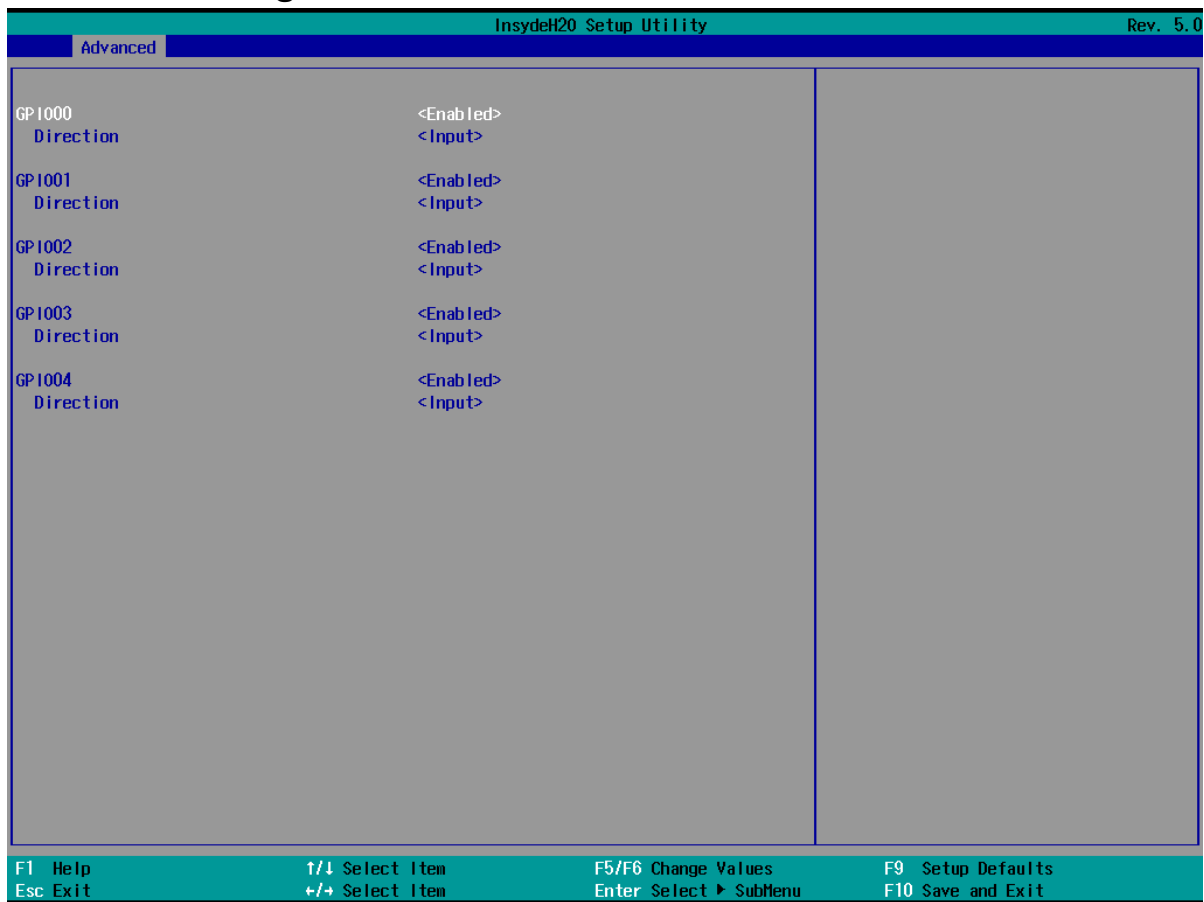 InsydeH20 Setup Utility Rev. 5.0
Advanced
GPIO00 <Enabled>
Direction <Input>
GPIO01 <Enabled>
Direction <Input>
GPIO02 <Enabled>
Direction <Input>
GPIO03 <Enabled>
Direction <Input>
GPIO04 <Enabled>
Direction <Input>
F1 Help ↑/↓ Select Item F5/F6 Change Values F9 Setup Defaults
Esc Exit ←/→ Select Item Enter Select ▶ SubMenu F10 Save and Exit